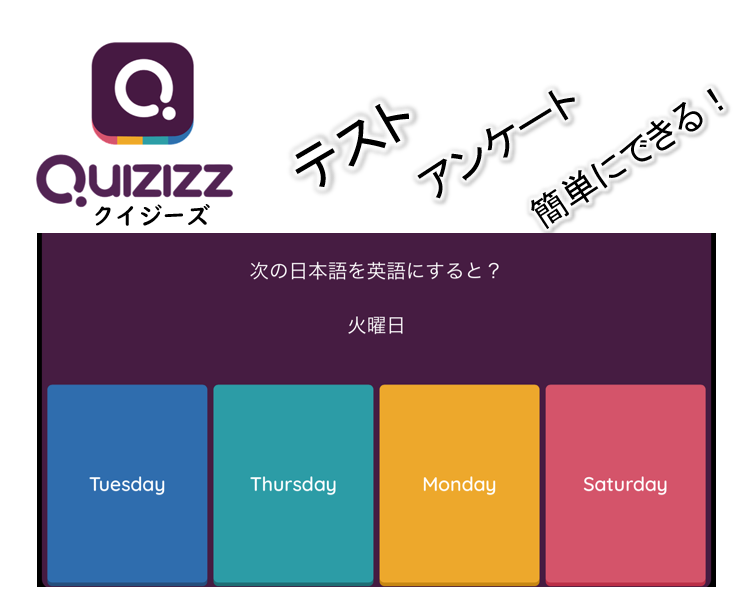 Quizizz
クイジーズ
テスト
アンケート
簡単にできる！
次の日本語を英語にすると？
火曜日
Tuesday
Thursday
Monday
Saturday